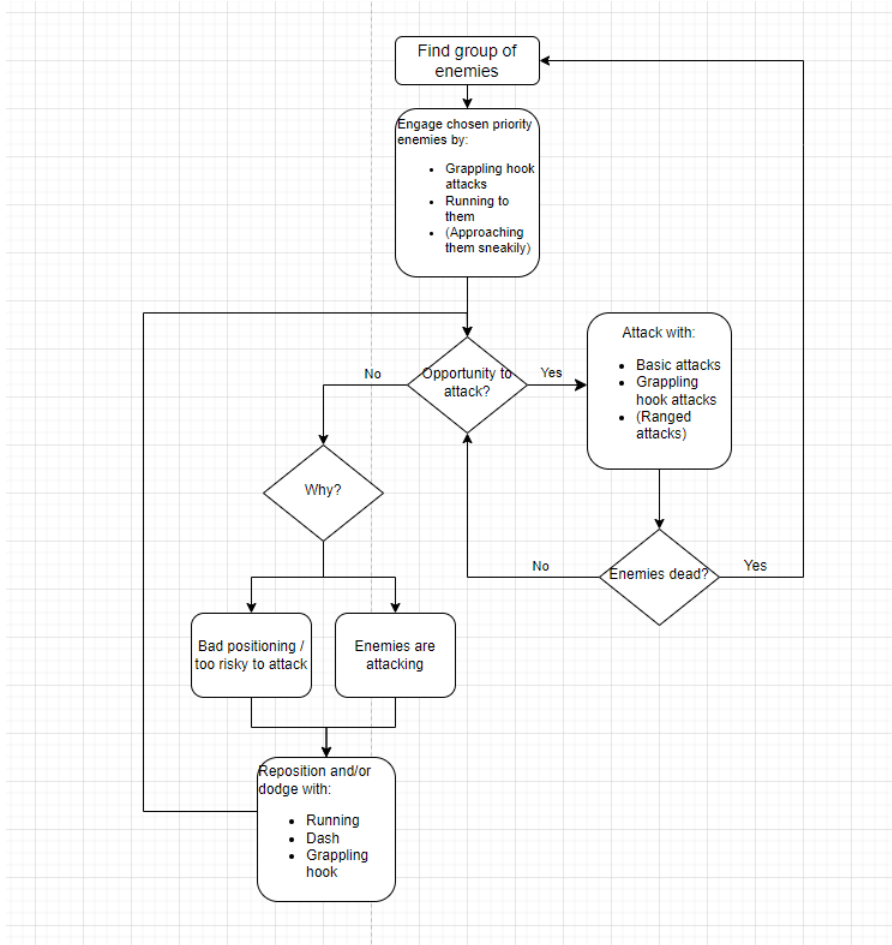 Find group of
enemies
Engage chosen priority
enemies by:
• Grappling hook
attacks
• Running to
them
• (Approaching
them sneakily)
Opportunity to
attack?
No
Yes
Attack with:
• Basic attacks
• Grappling
hook attacks
• (Ranged
attacks)
Why?
Enemies dead?
No
Yes
Bad positioning /
too risky to attack
Enemies are
attacking
Reposition and/or
dodge with:
• Running
• Dash
• Grappling
hook